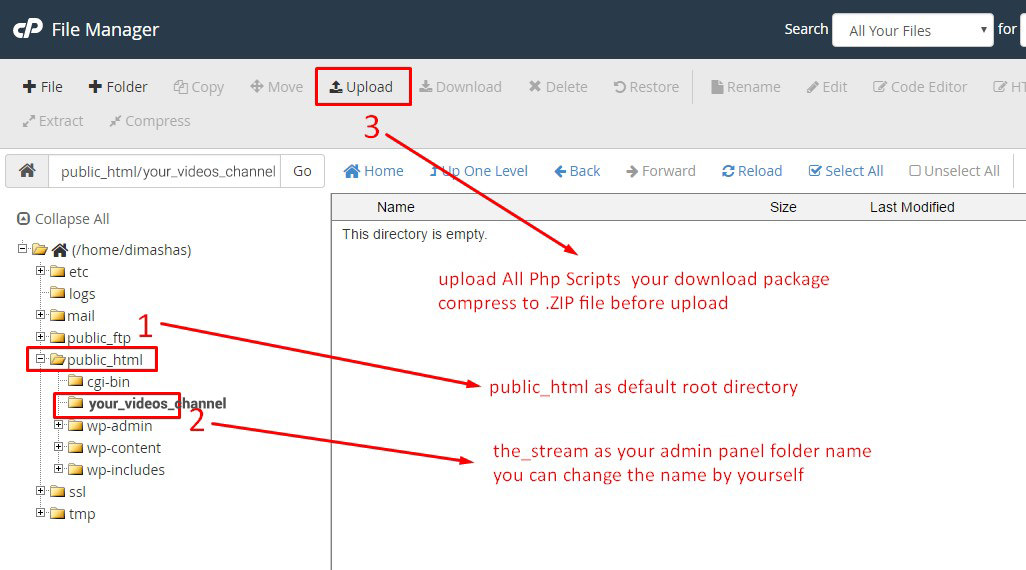 cP File Manager
Search All Your Files for
File Folder Copy Move Upload Download Delete Restore Rename Edit Code Editor HT
Extract Compress
3
public_html/your_videos_channel Go Home Up One Level Back Forward Reload Select All Unselect All
Name Size Last Modified
Collapse All
This directory is empty.
(/home/dimashas)
etc
logs
mail
public_ftp
1
public_html
cgi-bin
your_videos_channel
2
wp-admin
wp-content
wp-includes
ssl
tmp
upload All Php Scripts your download package
compress to .ZIP file before upload
public_html as default root directory
the_stream as your admin panel folder name
you can change the name by yourself